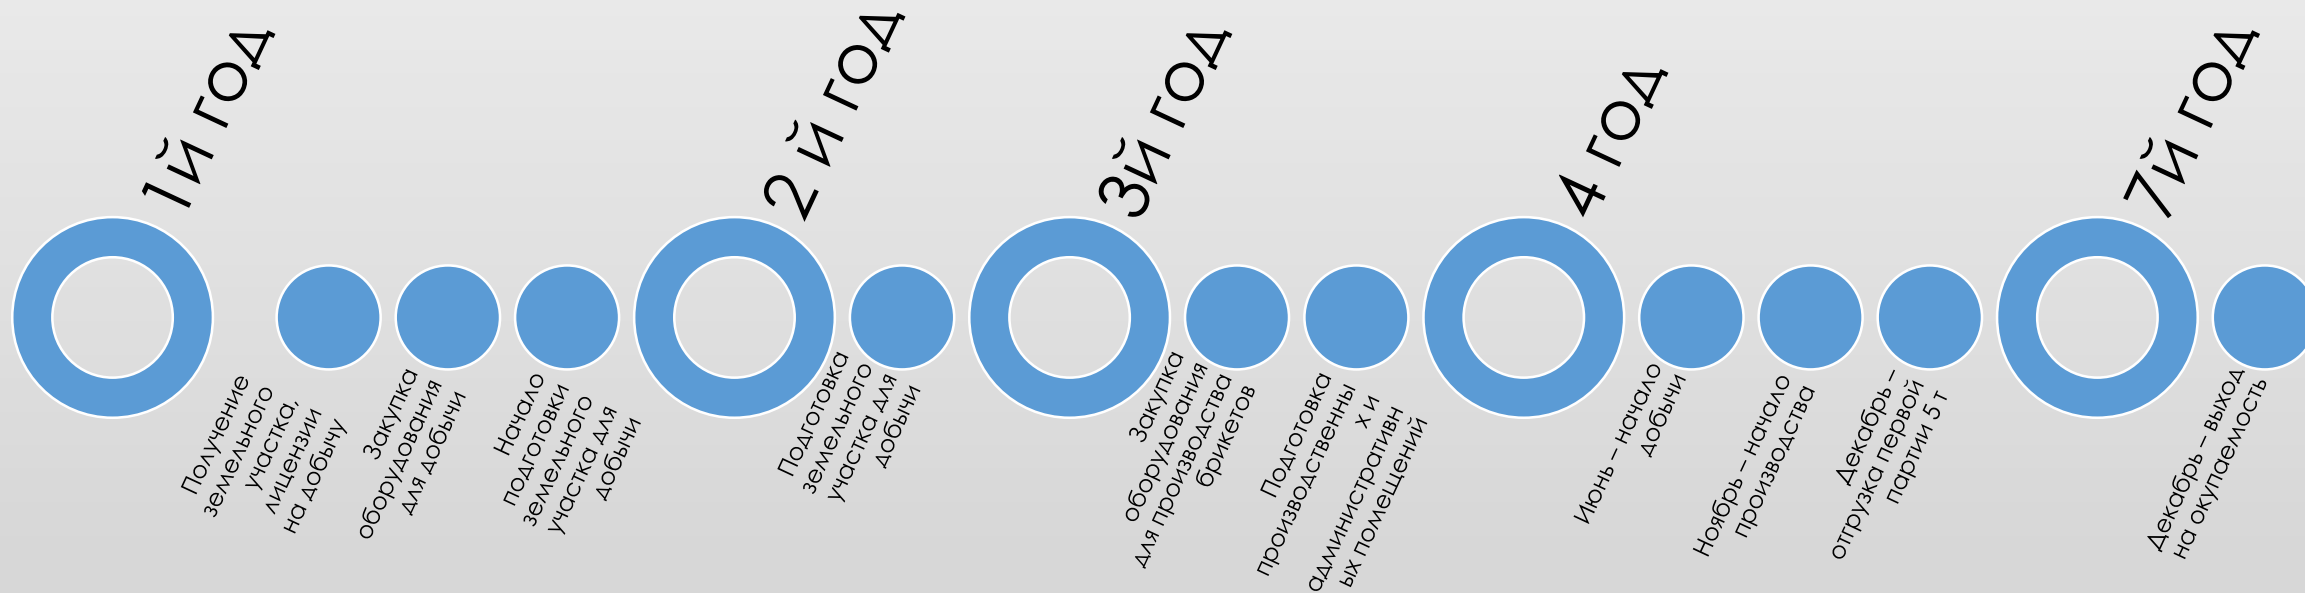 1й год
Получение
земельного
участка,
лицензии
на добычу
Закупка
оборудования
для добычи
Начало
подготовки
земельного
участка для
добычи
2 й год
Подготовка
земельного
участка для
добычи
3й год
Закупка
оборудования
для производства
брикетов
Подготовка
производственны
х и
административн
ых помещений
4 год
Июнь – начало
добычи
Ноябрь – начало
производства
Декабрь –
отгрузка первой
партии 5 т
7й год
Декабрь – выход
на окупаемость